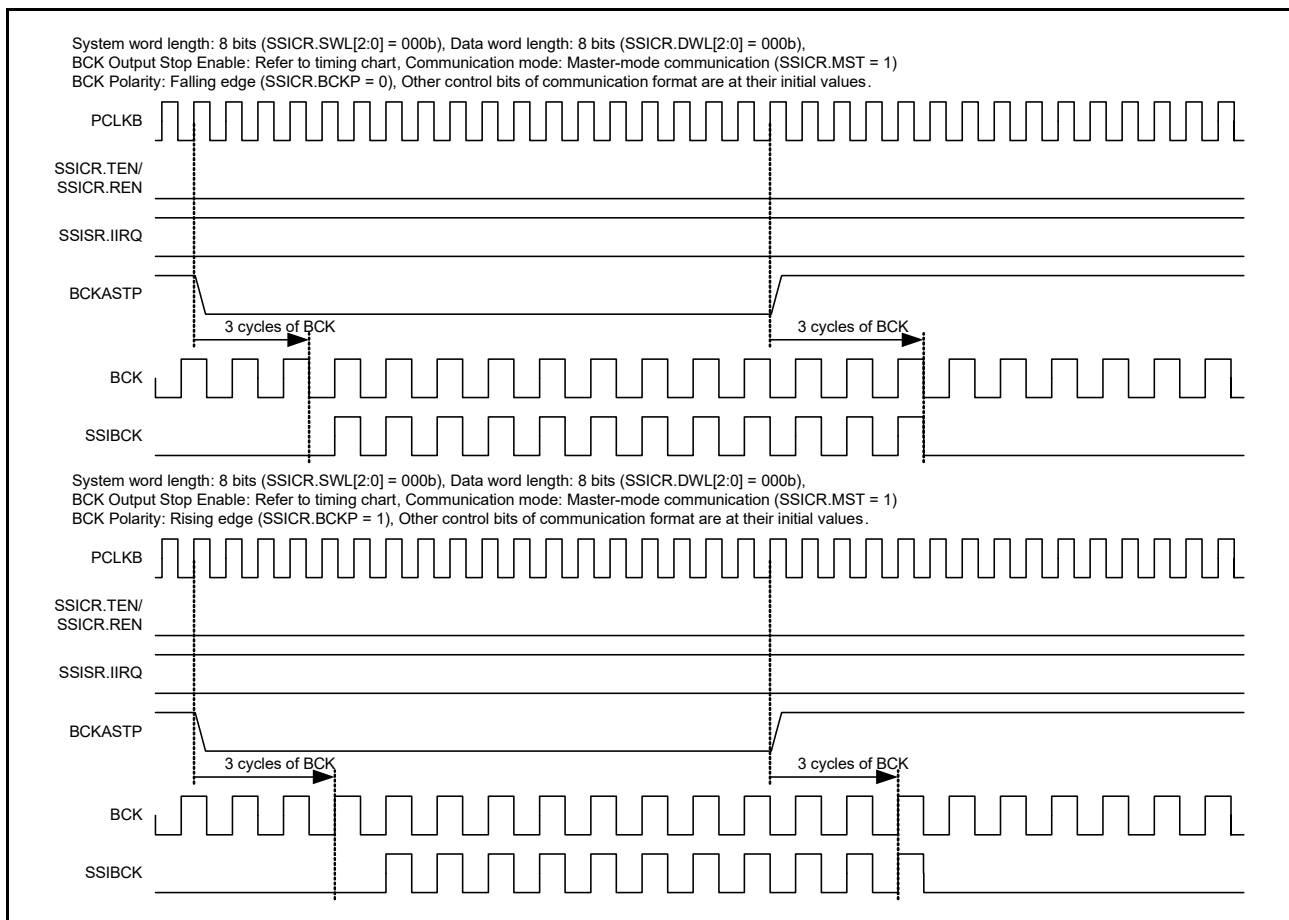 System word length: 8 bits (SSICR.SWL[2:0] = 000b), Data word length: 8 bits (SSICR.DWL[2:0] = 000b),
BCK Output Stop Enable: Refer to timing chart, Communication mode: Master-mode communication (SSICR.MST = 1)
BCK Polarity: Falling edge (SSICR.BCKP = 0), Other control bits of communication format are at their initial values.
PCLKB
SSICR.TEN/
SSICR.REN
SSISR.IIRQ
BCKASTP
3 cycles of BCK
3 cycles of BCK
BCK
SSIBCK
System word length: 8 bits (SSICR.SWL[2:0] = 000b), Data word length: 8 bits (SSICR.DWL[2:0] = 000b),
BCK Output Stop Enable: Refer to timing chart, Communication mode: Master-mode communication (SSICR.MST = 1)
BCK Polarity: Rising edge (SSICR.BCKP = 1), Other control bits of communication format are at their initial values.
PCLKB
SSICR.TEN/
SSICR.REN
SSISR.IIRQ
BCKASTP
3 cycles of BCK
3 cycles of BCK
BCK
SSIBCK